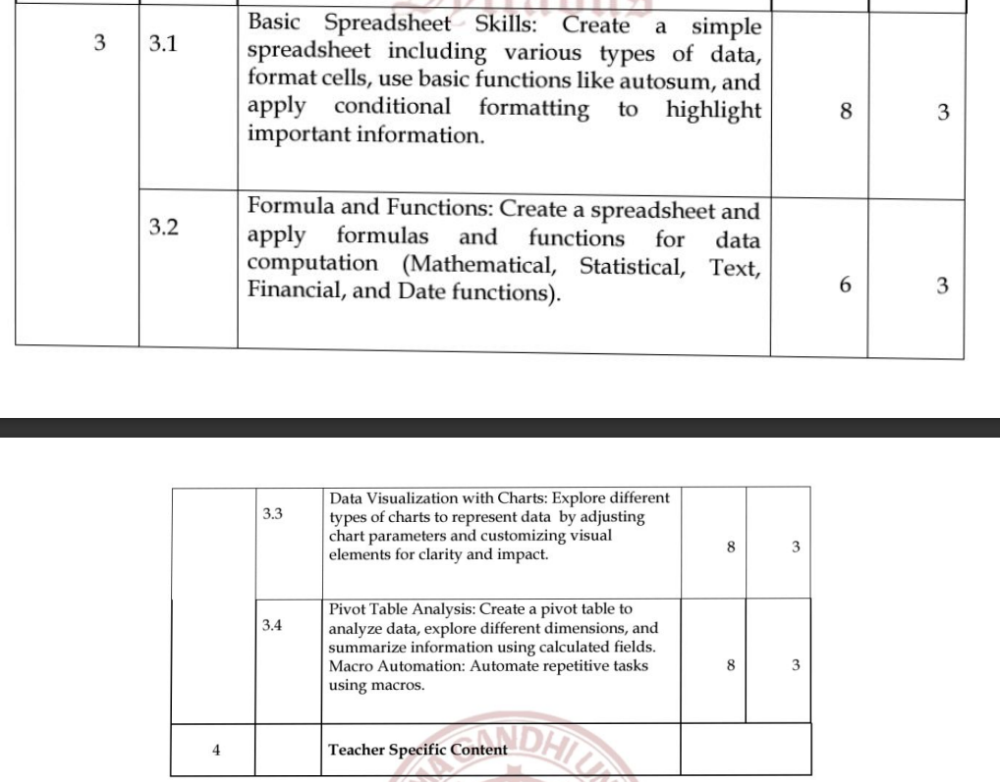 Syllabus
3 3.1 Basic Spreadsheet Skills: Create a simple
spreadsheet including various types of data,
format cells, use basic functions like autosum, and
apply conditional formatting to highlight
important information.
8 3
3.2 Formula and Functions: Create a spreadsheet and
apply formulas and functions for data
computation (Mathematical, Statistical, Text,
Financial, and Date functions).
6 3
3.3 Data Visualization with Charts: Explore different
types of charts to represent data by adjusting
chart parameters and customizing visual
elements for clarity and impact.
8 3
3.4 Pivot Table Analysis: Create a pivot table to
analyze data, explore different dimensions, and
summarize information using calculated fields.
Macro Automation: Automate repetitive tasks
using macros.
8 3
4 Teacher Specific Content
GANDHI UN